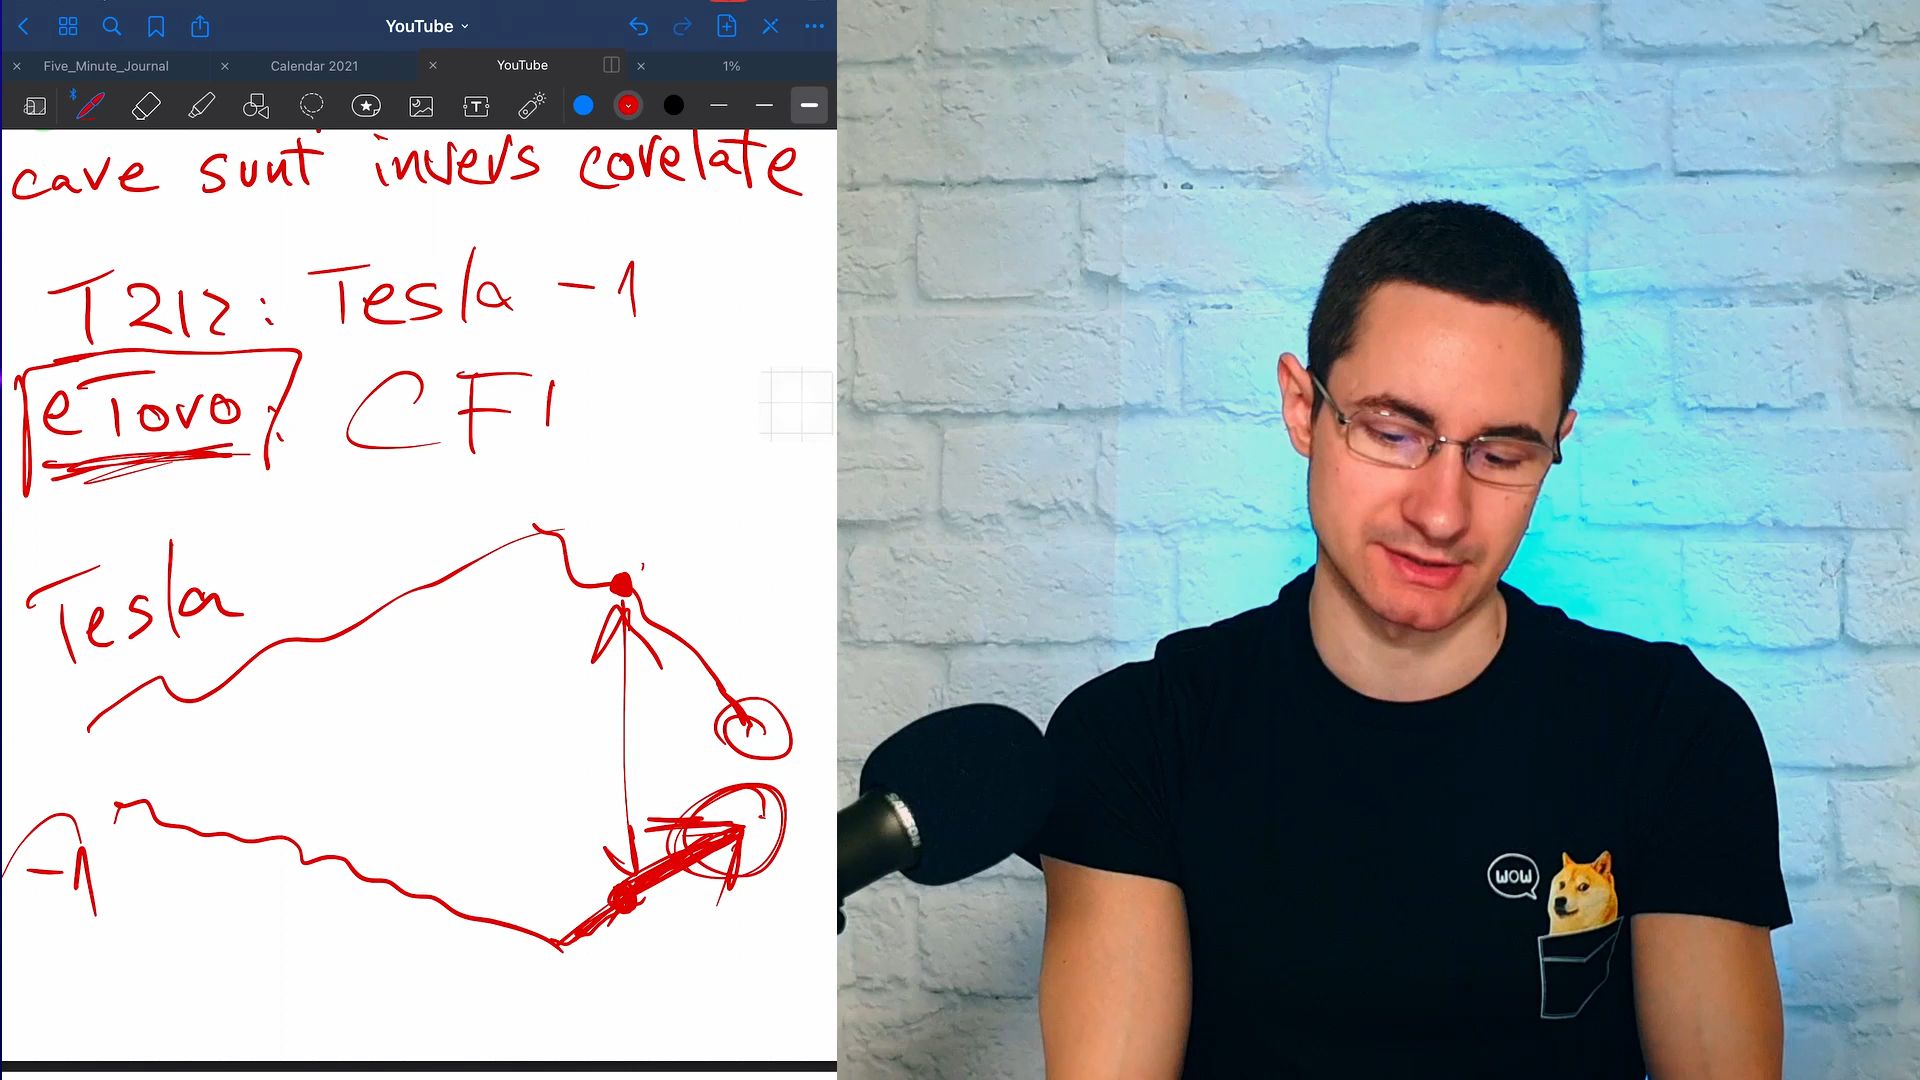 YouTube
Five_Minute_Journal
Calendar 2021
YouTube
1%
T
care sunt invers corelate
T212: Tesla -1
eToro: CFI
Tesla
-1
WOW